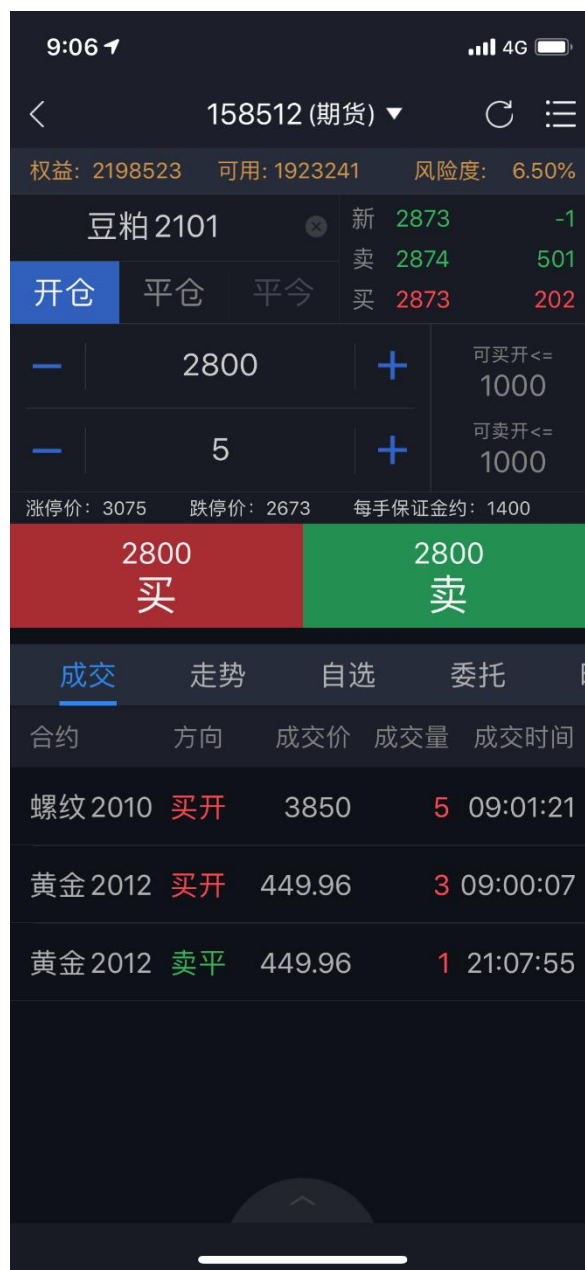 9:06 4G
158512 (期货) ▼
权益: 2198523 可用: 1923241 风险度: 6.50%
豆粕2101
新 2873 -1
卖 2874 501
买 2873 202
开仓 平仓 平今
2800
可买开<=
1000
5
可卖开<=
1000
涨停价: 3075 跌停价: 2673 每手保证金约: 1400
2800 2800
买 卖
成交 走势 自选 委托
合约 方向 成交价 成交量 成交时间
螺纹2010 买开 3850 5 09:01:21
黄金2012 买开 449.96 3 09:00:07
黄金2012 卖平 449.96 1 21:07:55